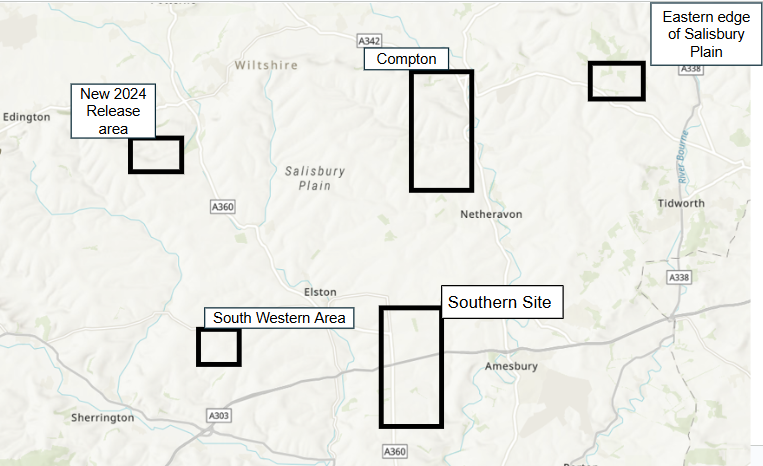 Eastern edge
of Salisbury
Plain
A342
Compton
Wiltshire
A338
New 2024
Release
area
Edington
River Bourne
Salisbury
Plain
A360
Netheravon
Tidworth
A338
Elston
Southern Site
South Western Area
Amesbury
Sherrington
A303
A360